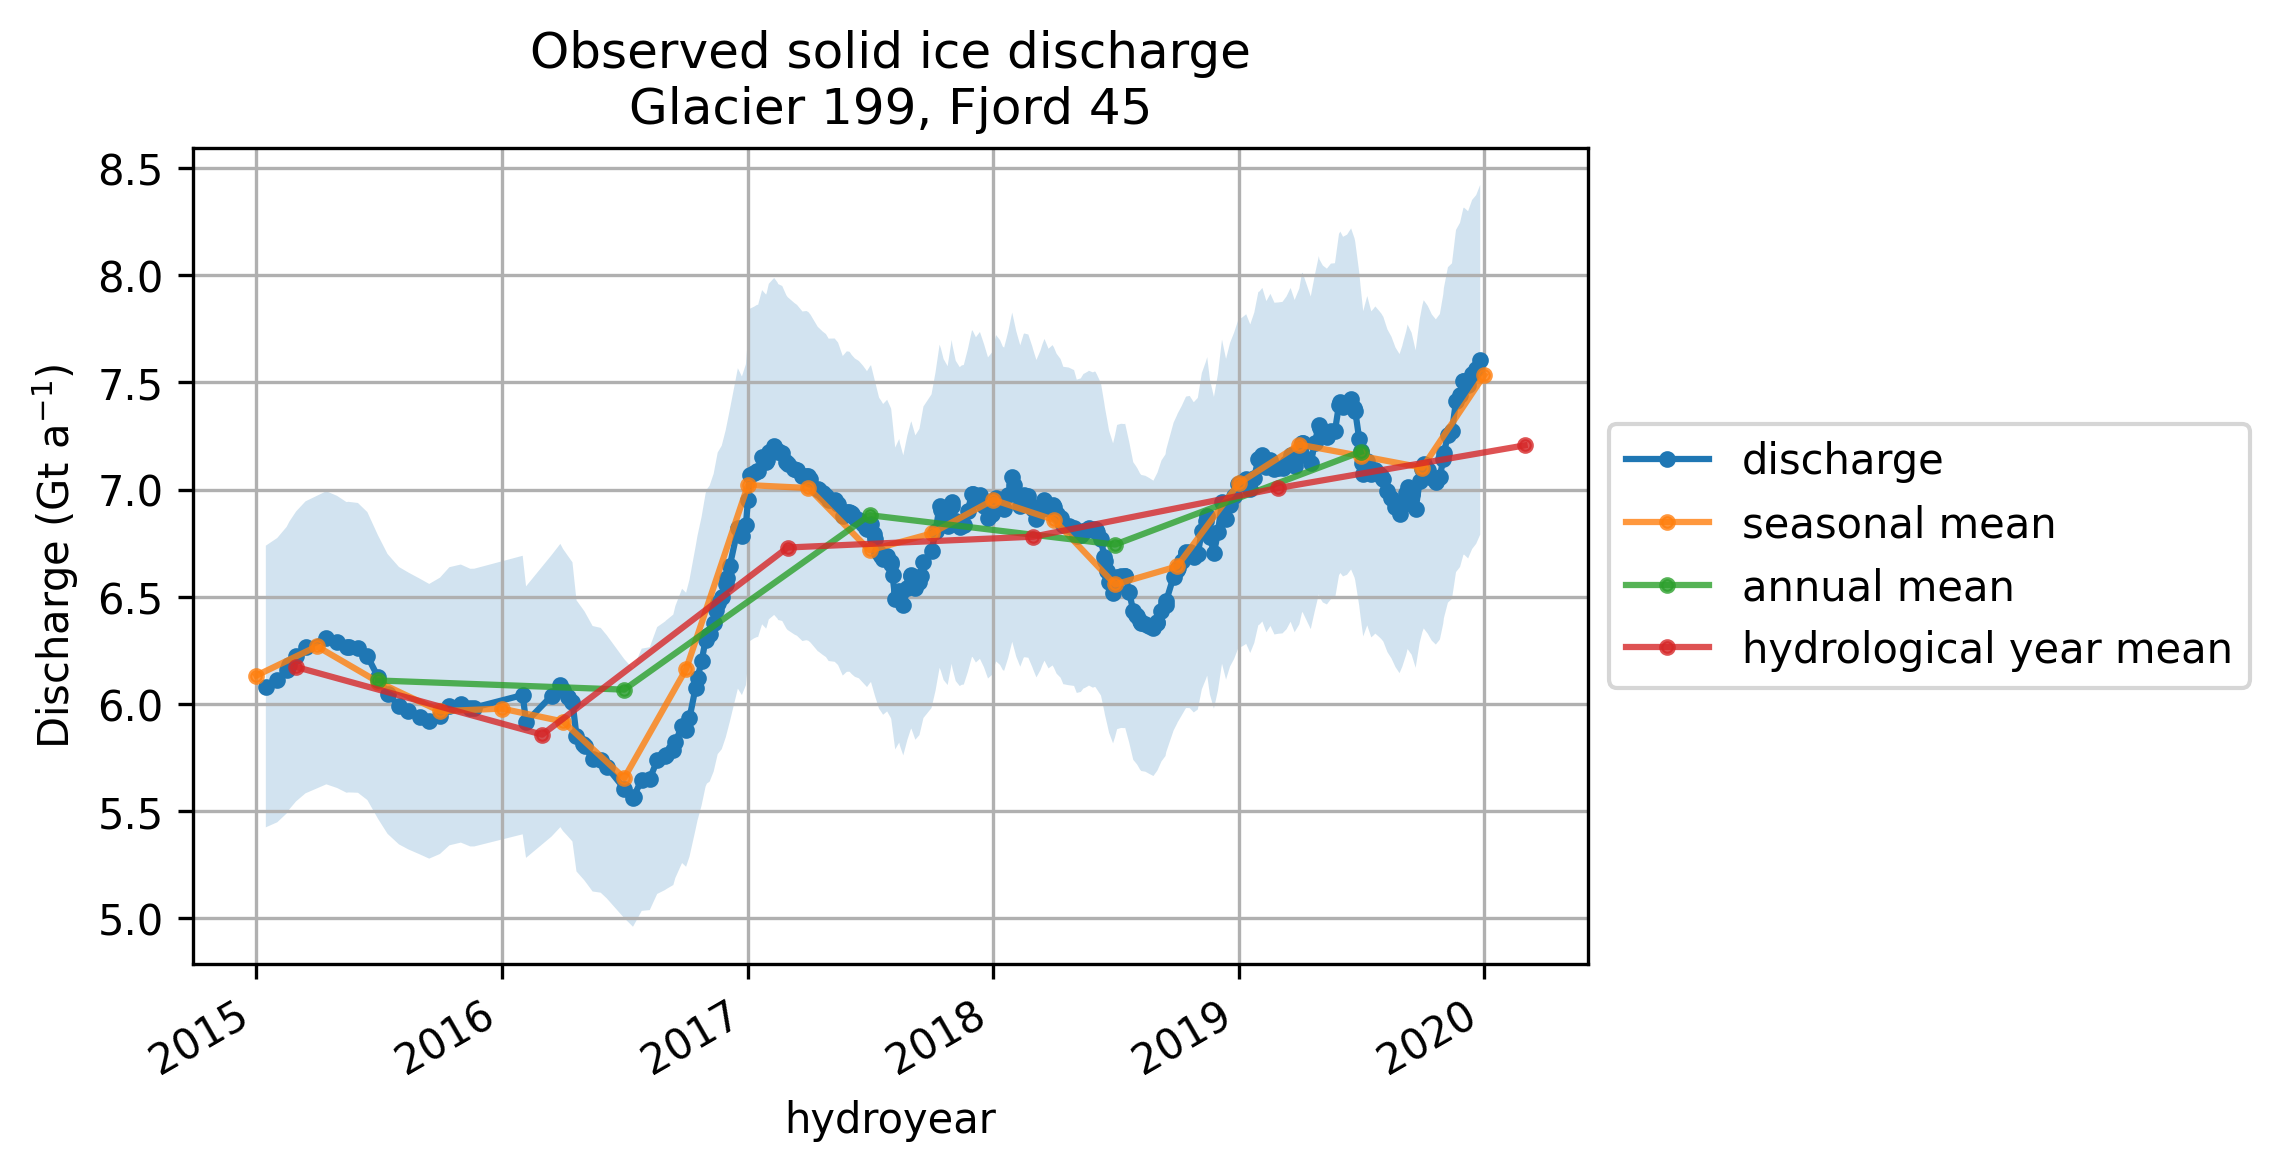 Observed solid ice discharge
Glacier 199, Fjord 45
Discharge (Gt a⁻¹)
8.5
8.0
7.5
7.0
6.5
6.0
5.5
5.0
2015
2016
2017
2018
2019
2020
hydroyear
discharge
seasonal mean
annual mean
hydrological year mean